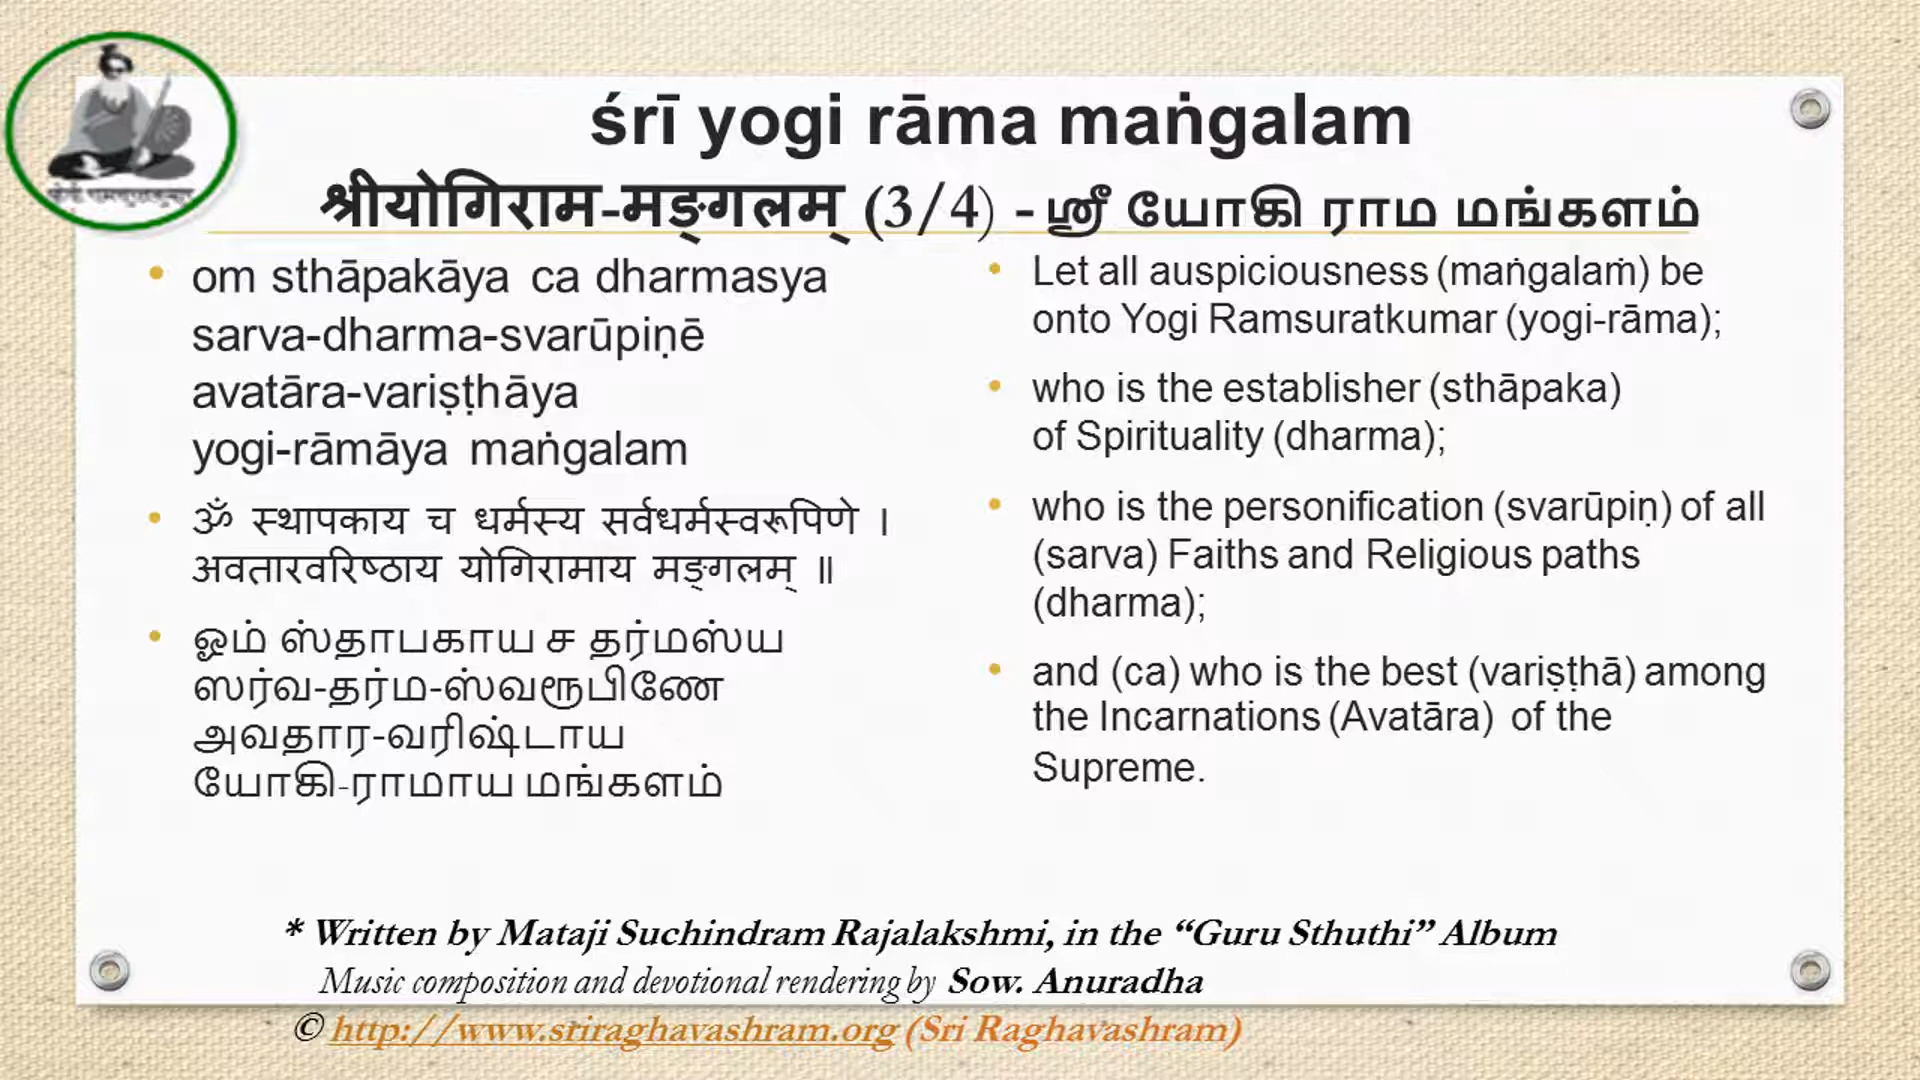 śrī yogi rāma maṅgalam
श्रीयोगिराम-मङ्गलम् (3/4) - ஸ்ரீ யோகி ராம மங்களம்
• om sthāpakāya ca dharmasya
sarva-dharma-svarūpiṇē
avatāra-variṣṭhāya
yogi-rāmāya maṅgalam
• ॐ स्थापकाय च धर्मस्य सर्वधर्मस्वरूपिणे ।
अवतारवरिष्ठाय योगिरामाय मङ्गलम् ॥
• ஓம் ஸ்தாபகாய ச தர்மஸ்ய
ஸர்வ-தர்ம-ஸ்வரூபிணே
அவதார-வரிஷ்டாய
யோகி-ராமாய மங்களம்
• Let all auspiciousness (maṅgalaṁ) be
onto Yogi Ramsuratkumar (yogi-rāma);
• who is the establisher (sthāpaka)
of Spirituality (dharma);
• who is the personification (svarūpiṇ) of all
(sarva) Faiths and Religious paths
(dharma);
• and (ca) who is the best (variṣṭhā) among
the Incarnations (Avatāra) of the
Supreme.
* Written by Mataji Suchindram Rajalakshmi, in the “Guru Sthuthi” Album
Music composition and devotional rendering by Sow. Anuradha
© http://www.sriraghavashram.org (Sri Raghavashram)